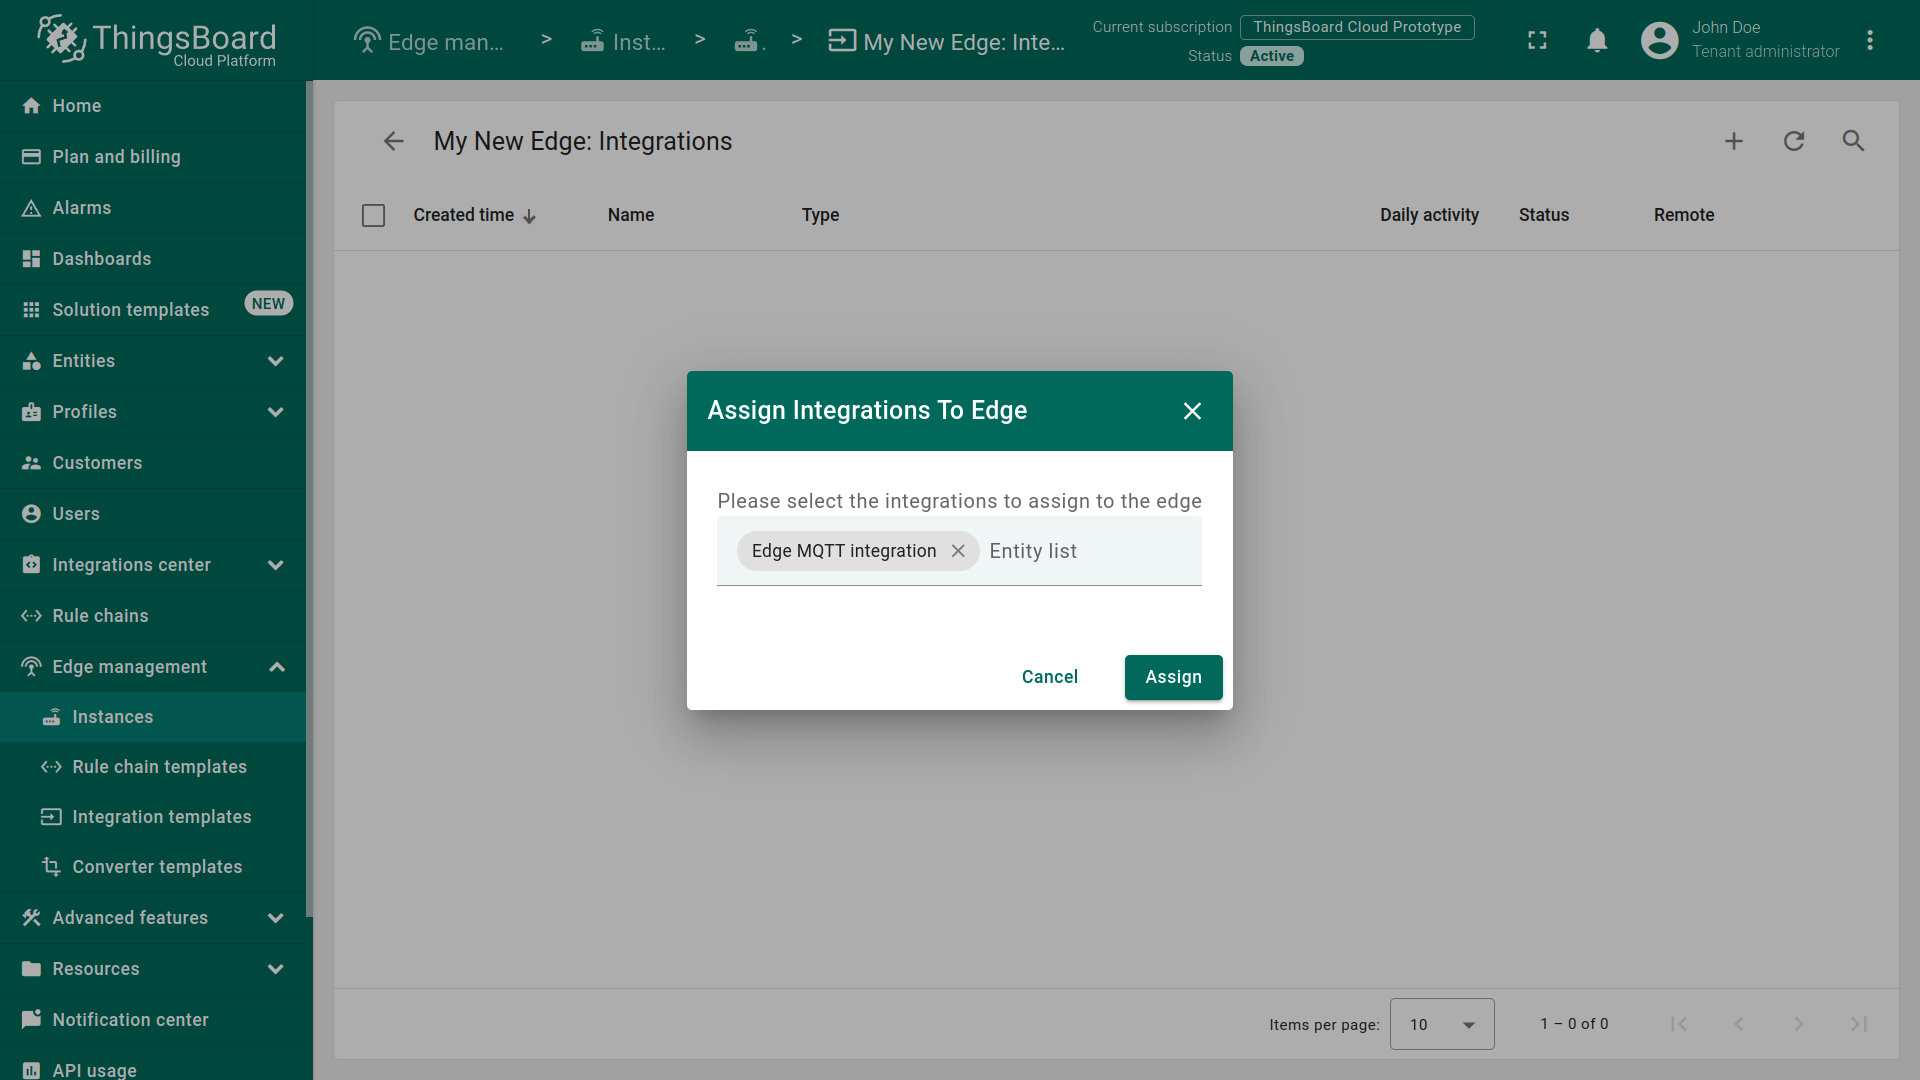 ThingsBoard
Cloud Platform
Edge man... > Inst... > . > My New Edge: Inte...
Current subscription ThingsBoard Cloud Prototype
Status Active
John Doe
Tenant administrator
Home
Plan and billing
Alarms
Dashboards
Solution templates NEW
Entities
Profiles
Customers
Users
Integrations center
Rule chains
Edge management
Instances
Rule chain templates
Integration templates
Converter templates
Advanced features
Resources
Notification center
API usage
My New Edge: Integrations
Created time Name Type Daily activity Status Remote
Assign Integrations To Edge
Please select the integrations to assign to the edge
Edge MQTT integration Entity list
Cancel Assign
Items per page: 10 1 – 0 of 0